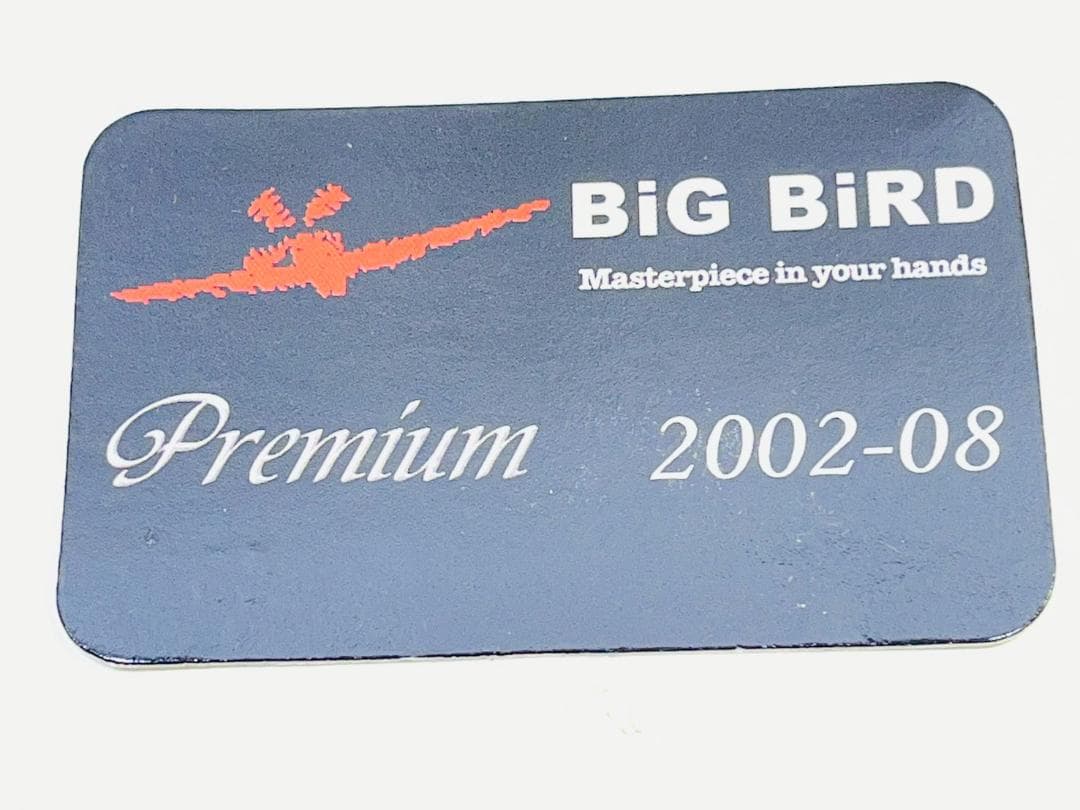 BiG BiRD
Masterpiece in your hands
Premium 2002-08